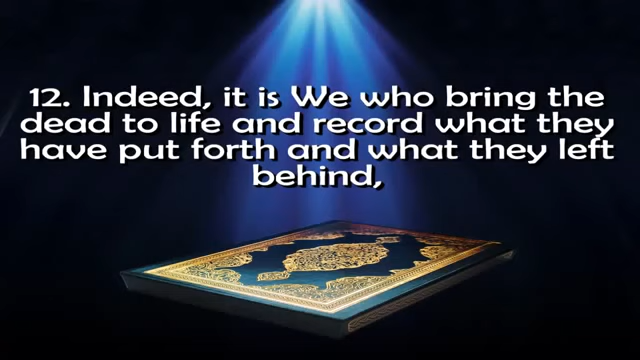 12. Indeed, it is We who bring the
dead to life and record what they
have put forth and what they left
behind,